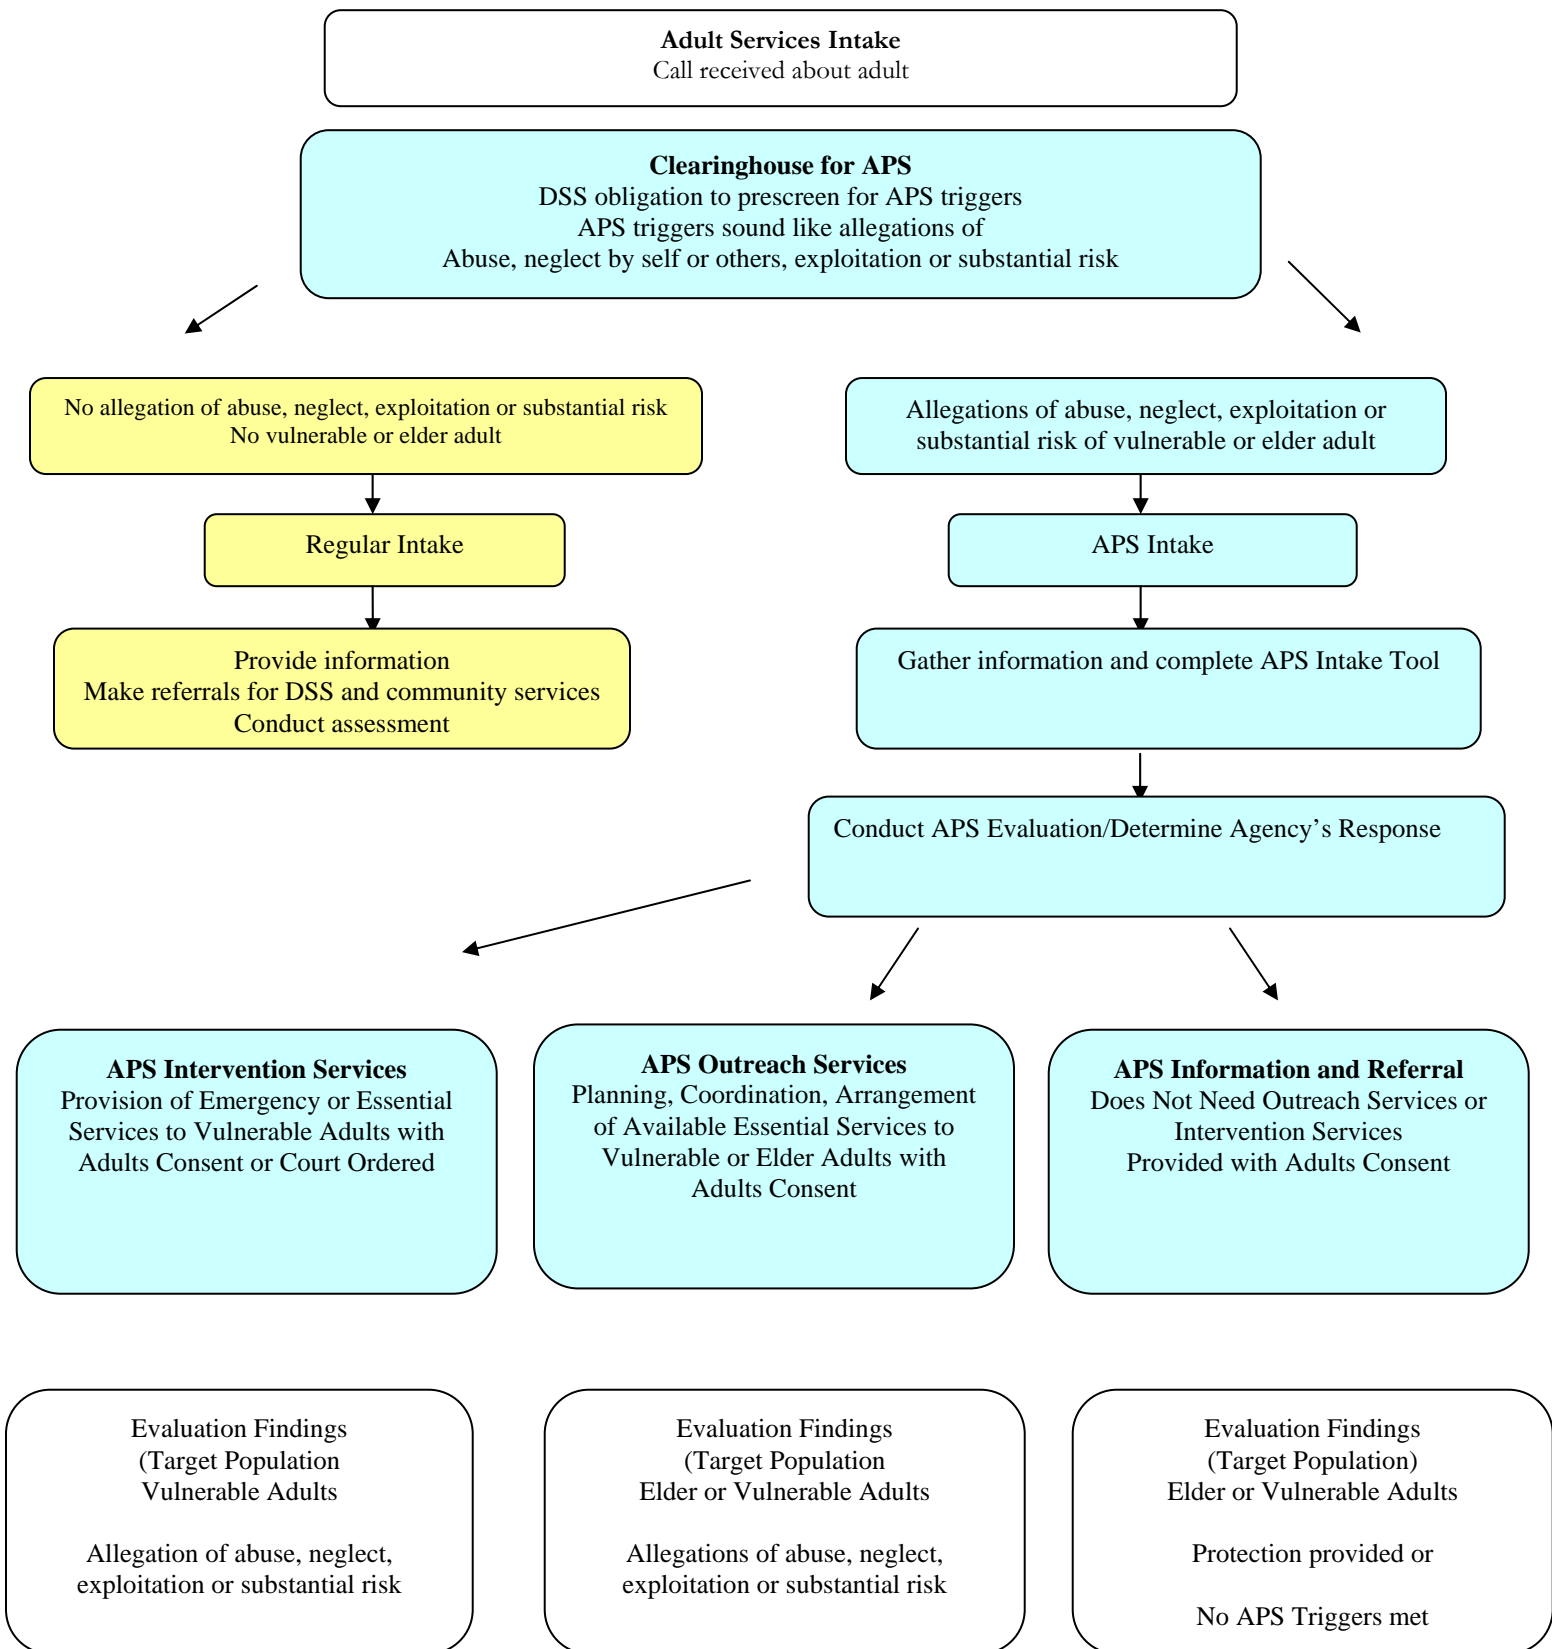 Adult Services Intake
Call received about adult
Clearinghouse for APS
DSS obligation to prescreen for APS triggers
APS triggers sound like allegations of
Abuse, neglect by self or others, exploitation or substantial risk
No allegation of abuse, neglect, exploitation or substantial risk
No vulnerable or elder adult
Regular Intake
Provide information
Make referrals for DSS and community services
Conduct assessment
Allegations of abuse, neglect, exploitation or
substantial risk of vulnerable or elder adult
APS Intake
Gather information and complete APS Intake Tool
Conduct APS Evaluation/Determine Agency’s Response
APS Intervention Services
Provision of Emergency or Essential
Services to Vulnerable Adults with
Adults Consent or Court Ordered
APS Outreach Services
Planning, Coordination, Arrangement
of Available Essential Services to
Vulnerable or Elder Adults with
Adults Consent
APS Information and Referral
Does Not Need Outreach Services or
Intervention Services
Provided with Adults Consent
Evaluation Findings
(Target Population
Vulnerable Adults
Allegation of abuse, neglect,
exploitation or substantial risk
Evaluation Findings
(Target Population
Elder or Vulnerable Adults
Allegations of abuse, neglect,
exploitation or substantial risk
Evaluation Findings
(Target Population)
Elder or Vulnerable Adults
Protection provided or
No APS Triggers met